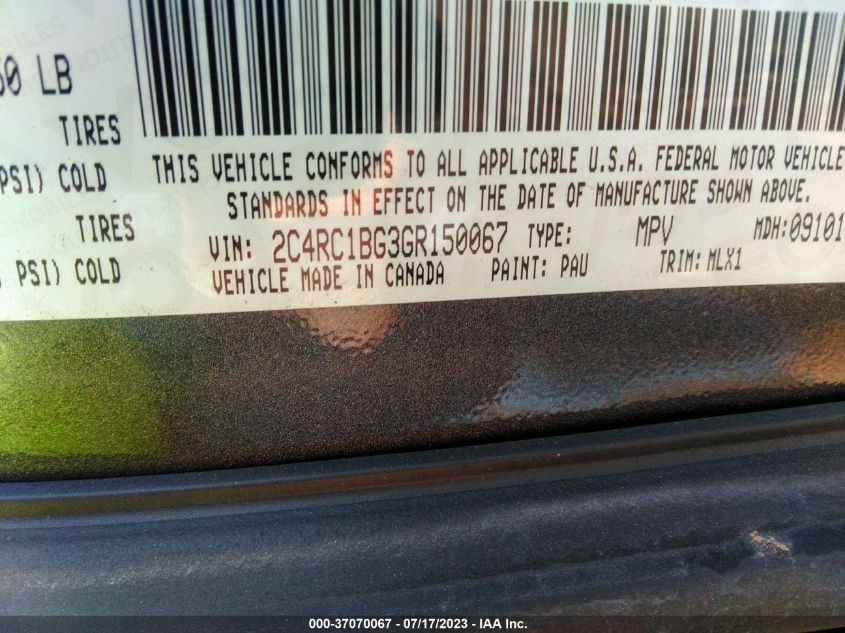 50 LB
TIRES
PSI) COLD
THIS VEHICLE CONFORMS TO ALL APPLICABLE U.S.A. FEDERAL MOTOR VEHICLE
STANDARDS IN EFFECT ON THE DATE OF MANUFACTURE SHOWN ABOVE.
TIRES
VIN: 2C4RC1BG3GR150067 TYPE: MPV MDH:09101
PSI) COLD
VEHICLE MADE IN CANADA PAINT: PAU TRIM: MLX1
000-37070067 - 07/17/2023 - IAA Inc.